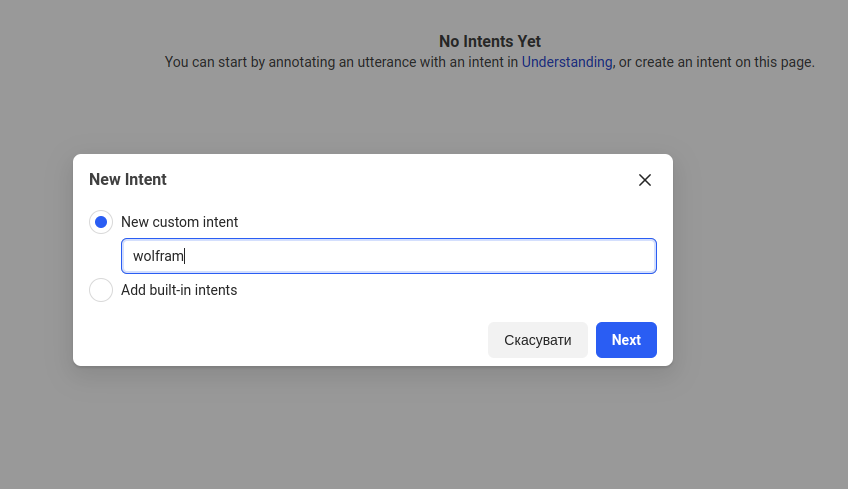 No Intents Yet
You can start by annotating an utterance with an intent in Understanding, or create an intent on this page.
New Intent
New custom intent
wolfram
Add built-in intents
Скасувати
Next